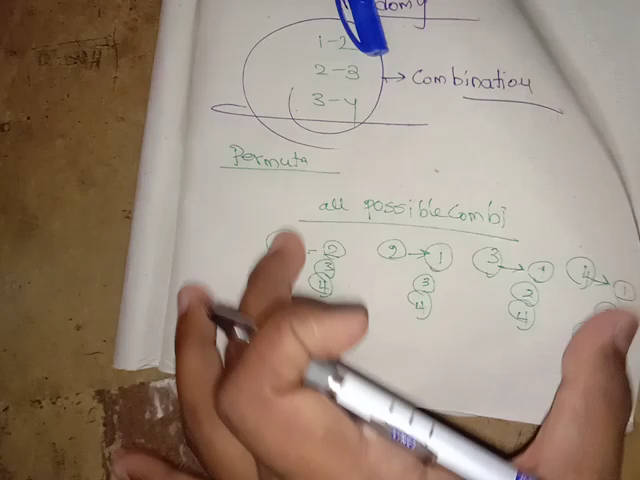 domy
1-2
2-3
3-4
→ Combination
Permuta
all possible Combi
- 2 2 → 1 3 → 1 4 → 1
3 3 2
4 4 4